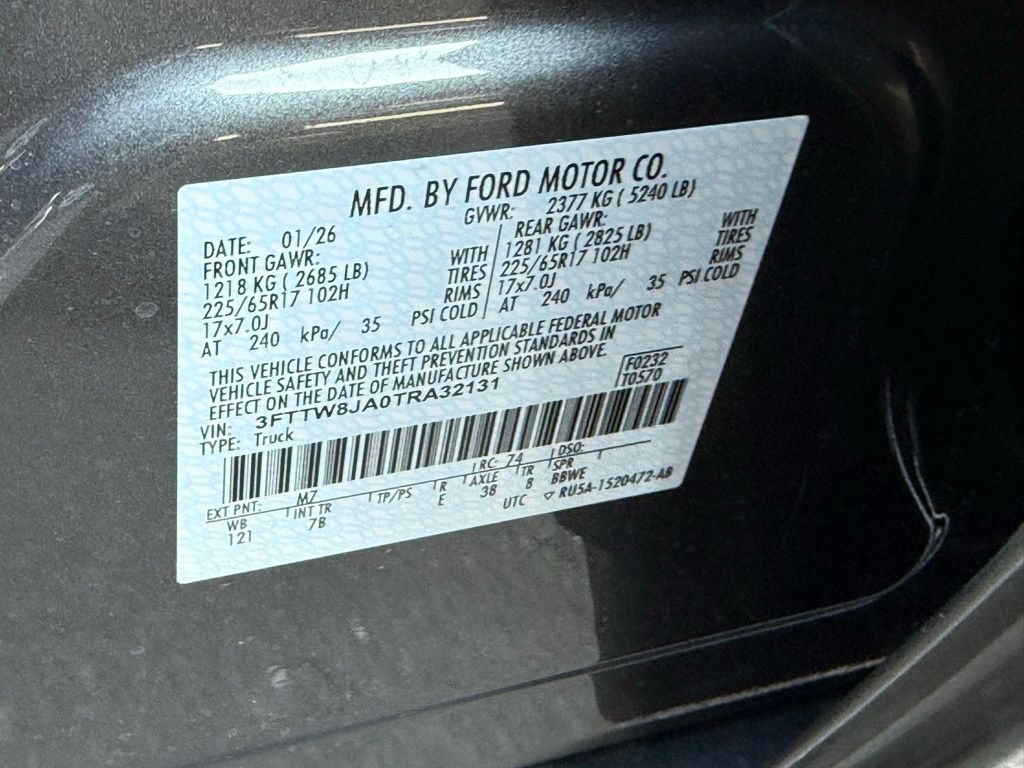 MFD. BY FORD MOTOR CO.
DATE: 01/26 GVWR: 2377 KG ( 5240 LB)
FRONT GAWR: WITH REAR GAWR: WITH
1218 KG ( 2685 LB) TIRES 1281 KG ( 2825 LB) TIRES
225/65R17 102H RIMS 225/65R17 102H RIMS
17x7.0J 17x7.0J
AT 240 kPa/ 35 PSI COLD AT 240 kPa/ 35 PSI COLD
THIS VEHICLE CONFORMS TO ALL APPLICABLE FEDERAL MOTOR
VEHICLE SAFETY AND THEFT PREVENTION STANDARDS IN
EFFECT ON THE DATE OF MANUFACTURE SHOWN ABOVE.
VIN: 3FTTW8JA0TRA32131 F0232
TYPE: Truck T0570
EXT PNT: M7 RC: 74 DSO:
WB INT TR TP/PS R AXLE TR SPR
121 7B E 38 B BBWE
UTC ▽ RU5A-1520472-AB